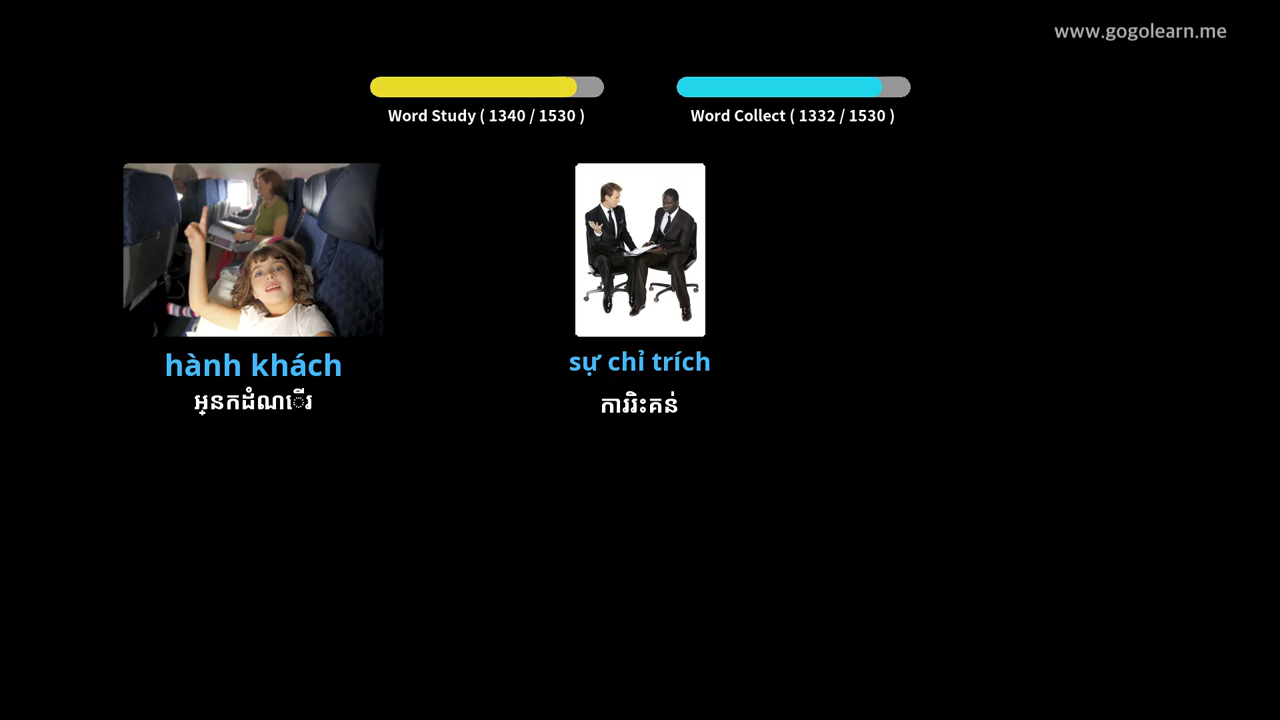 www.gogolearn.me
Word Study ( 1340 / 1530 )
Word Collect ( 1332 / 1530 )
hành khách
អ្នកដំណើរ
sự chỉ trích
ការរិះគន់